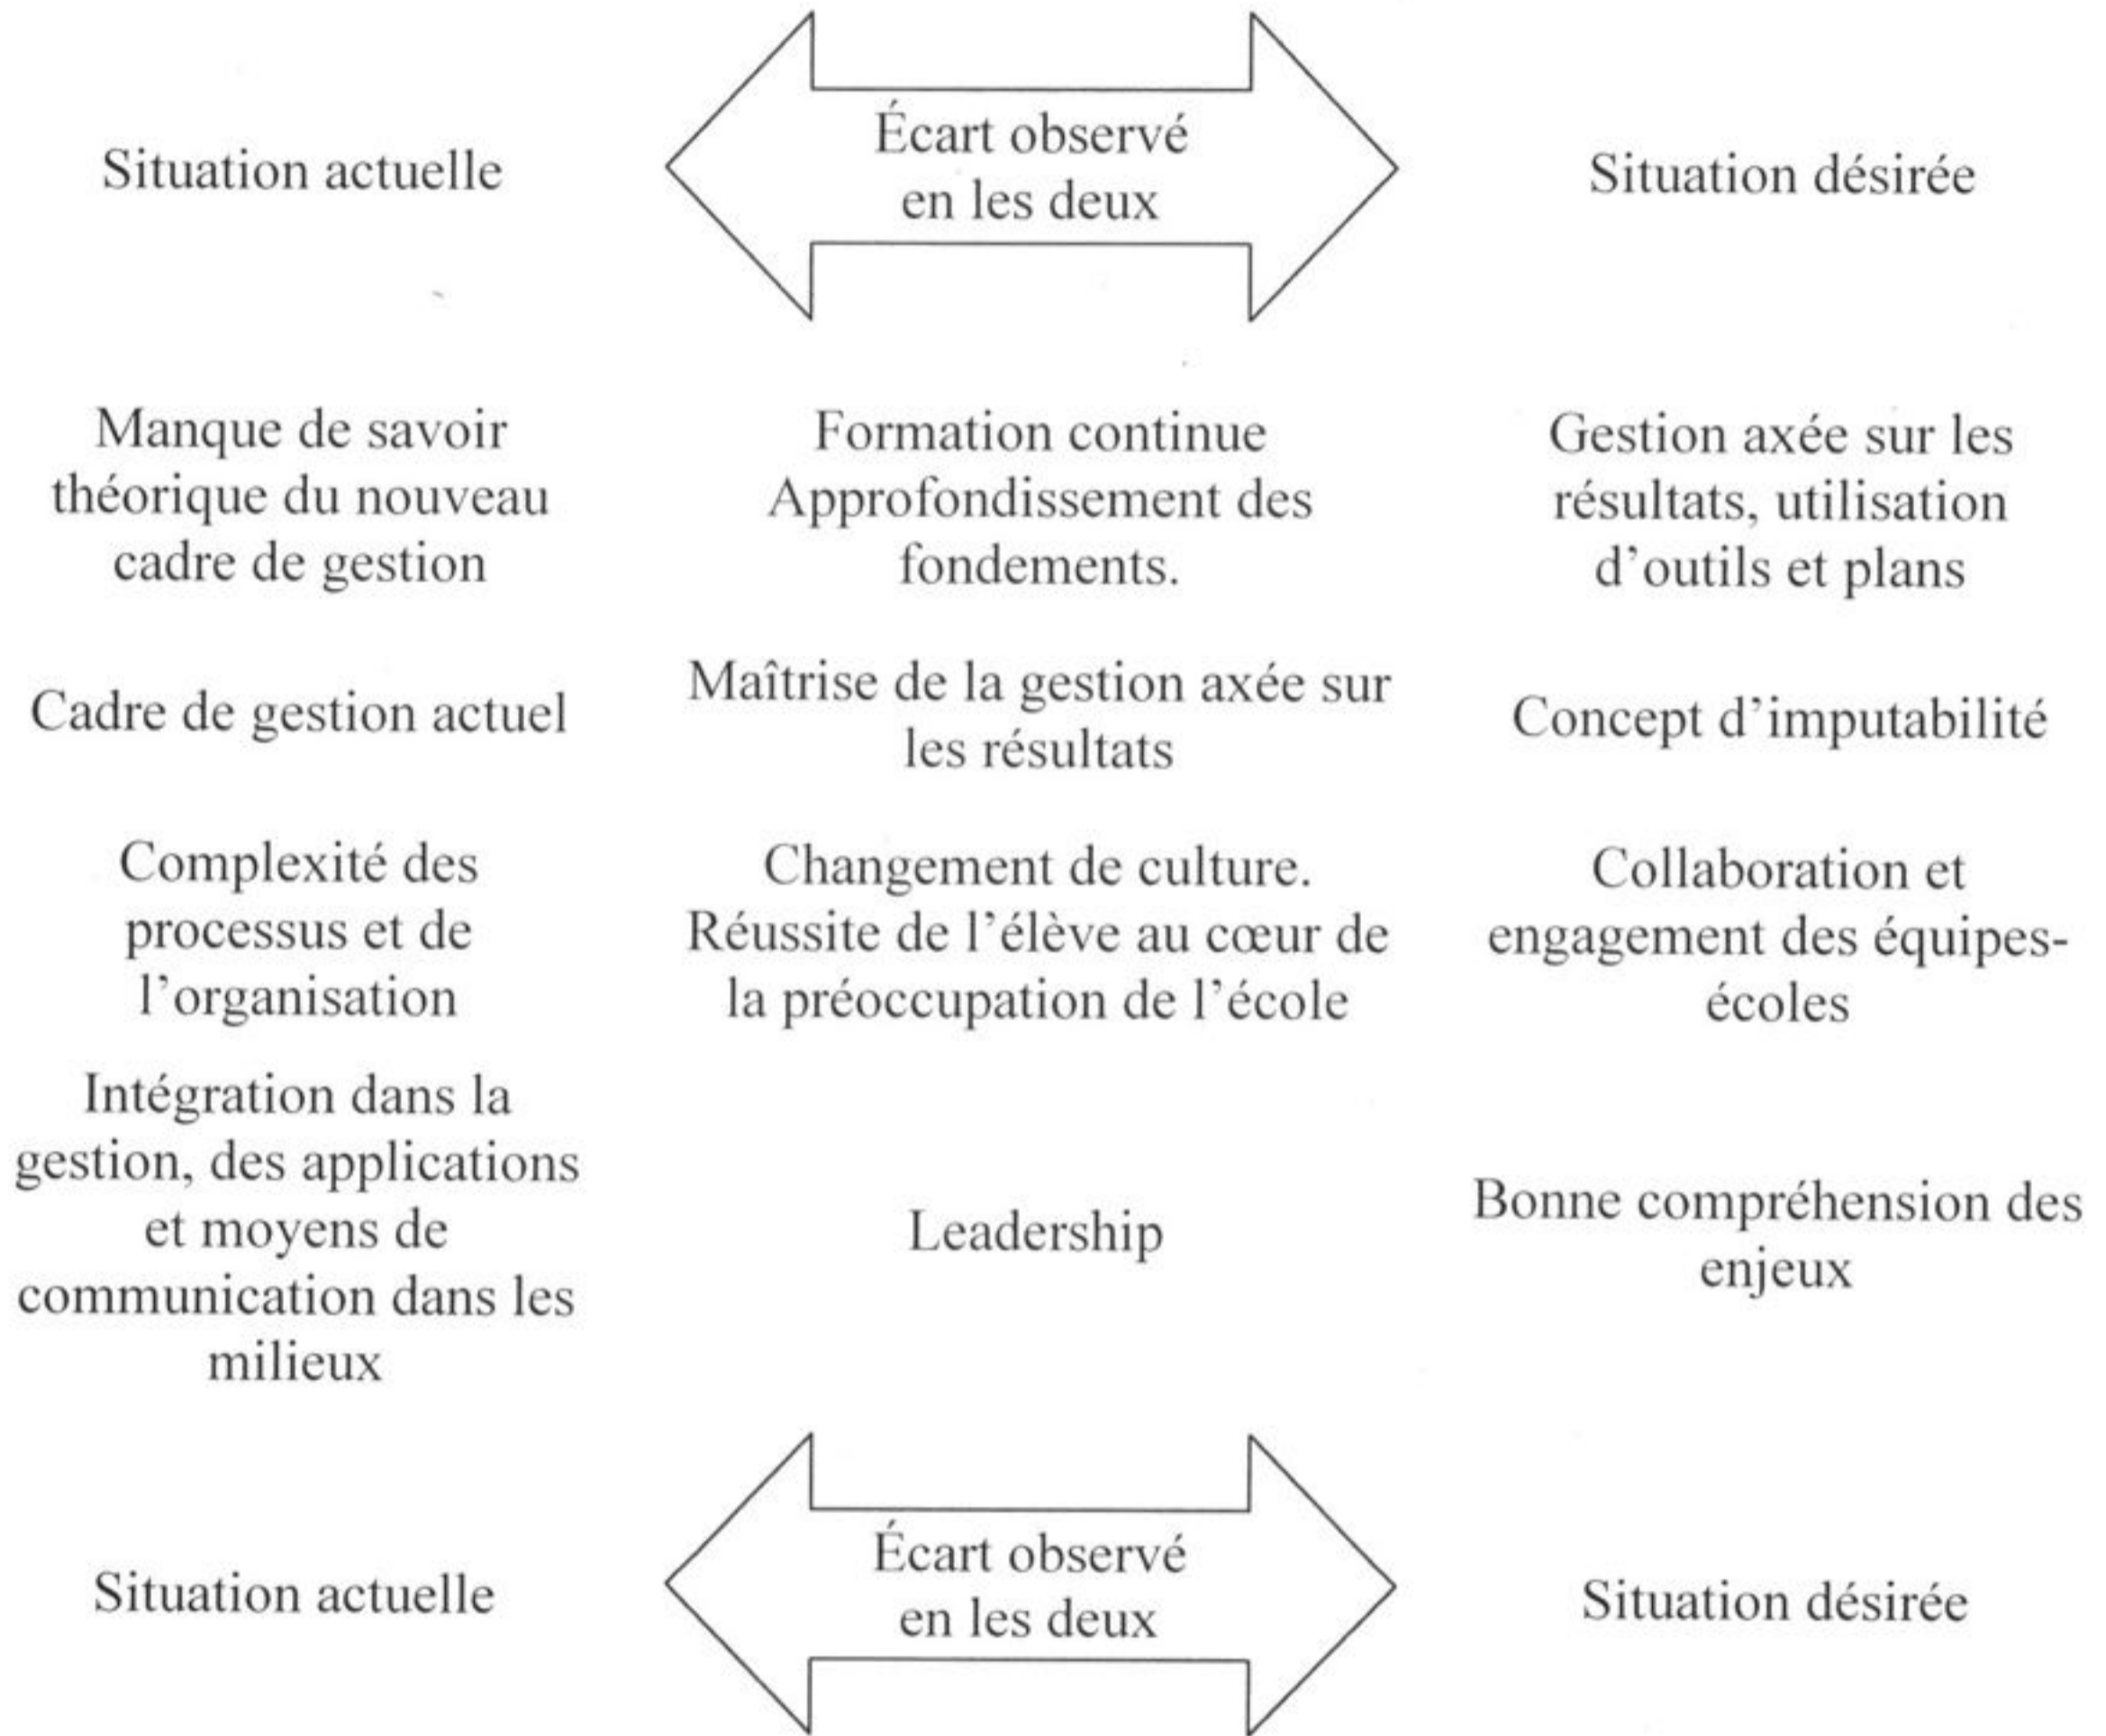 Situation actuelle
Écart observé
en les deux
Situation désirée
Manque de savoir
théorique du nouveau
cadre de gestion
Formation continue
Approfondissement des
fondements.
Gestion axée sur les
résultats, utilisation
d'outils et plans
Cadre de gestion actuel
Maîtrise de la gestion axée sur
les résultats
Concept d'imputabilité
Complexité des
processus et de
l'organisation
Changement de culture.
Réussite de l'élève au cœur de
la préoccupation de l'école
Collaboration et
engagement des équipes-
écoles
Intégration dans la
gestion, des applications
et moyens de
communication dans les
milieux
Leadership
Bonne compréhension des
enjeux
Situation actuelle
Écart observé
en les deux
Situation désirée